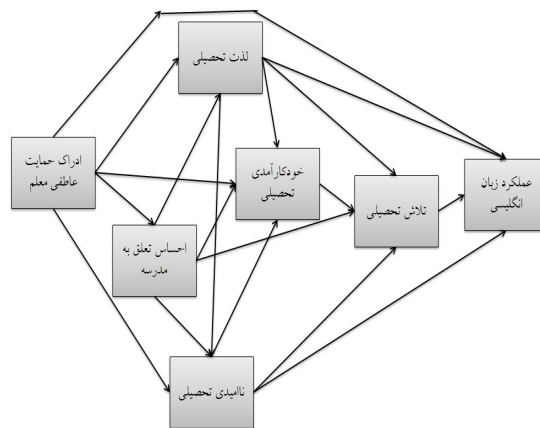 لذت تحصیلی
ادراک حمایت
عاطفی معلم
خودکارآمدی
تحصیلی
عملکرد زبان
انگلیسی
تلاش تحصیلی
احساس تعلق به
مدرسه
ناامیدی تحصیلی